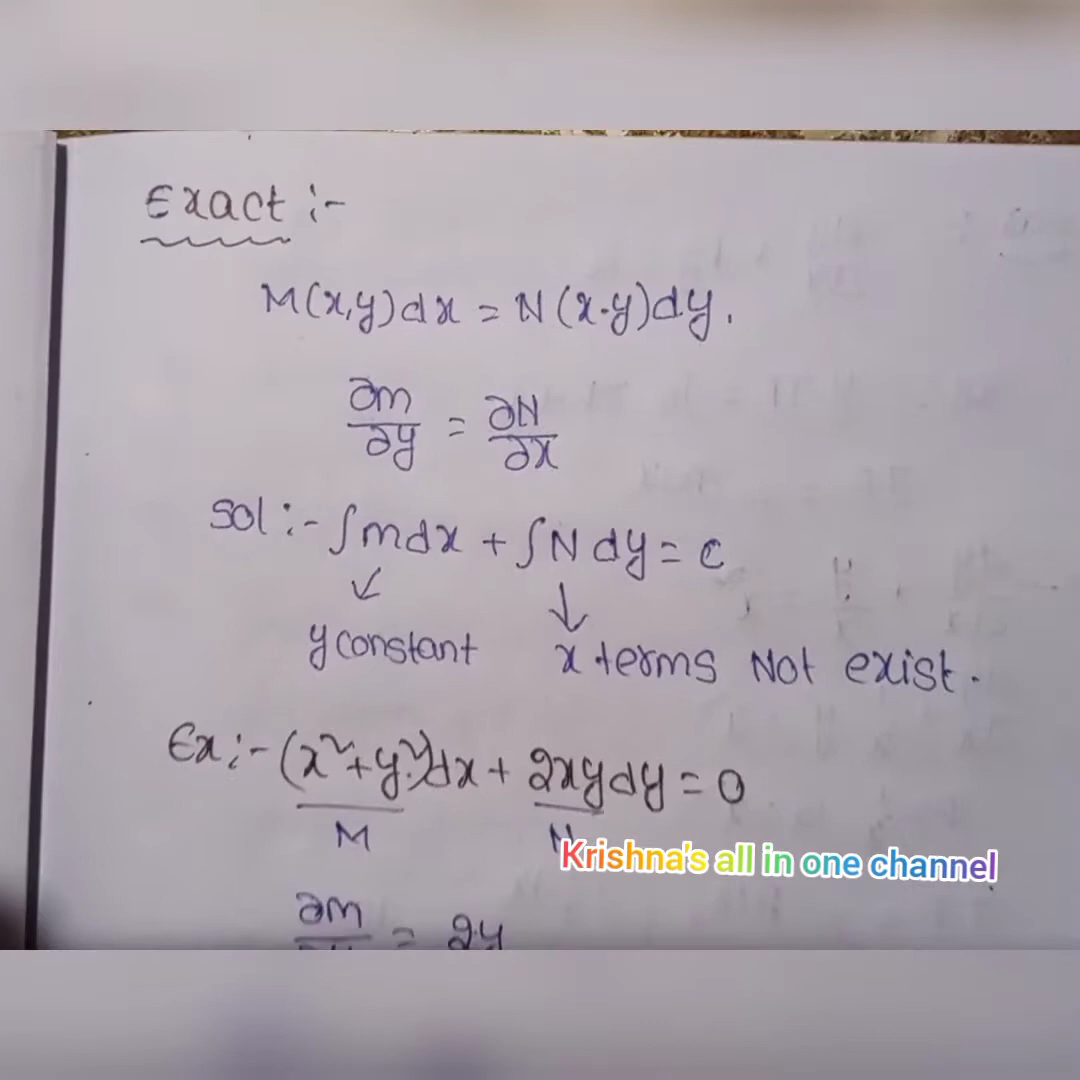 Exact :-
M(x,y)dx = N(x.y)dy.
∂m/∂y = ∂N/∂x
Sol :- ∫mdx + ∫N dy = c
↙ ↓
y constant x terms Not exist.
Ex :- (x²+y²)dx + 2xydy = 0
M N
∂M/∂y = 2y
Krishna's all in one channel